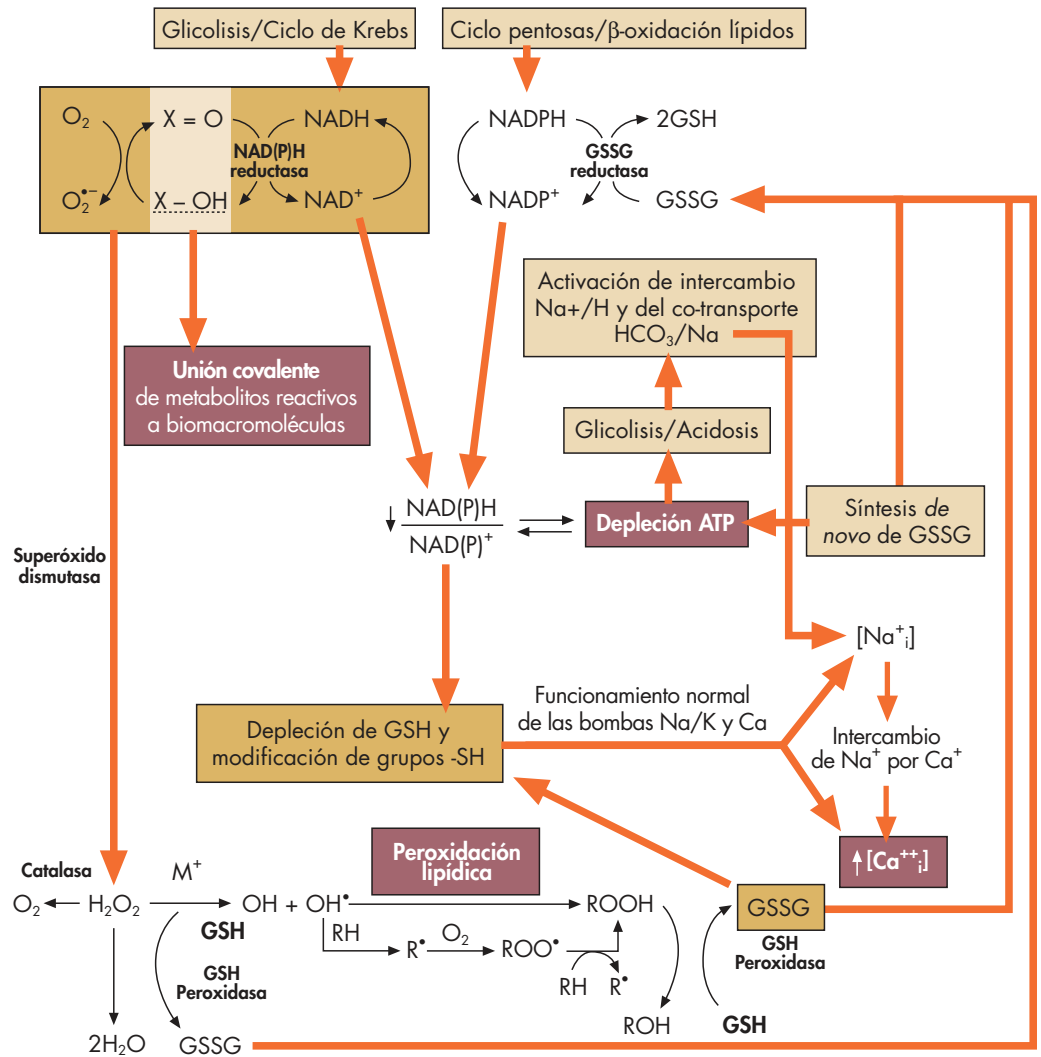 Glicolisis/Ciclo de Krebs
Ciclo pentosas/β-oxidación lípidos
O₂
X = O
NADH
NAD(P)H
reductasa
O₂•−
X – OH
NAD⁺
NADPH
2GSH
GSSG
reductasa
NADP⁺
GSSG
Activación de intercambio
Na+/H y del co-transporte
HCO₃/Na
Unión covalente
de metabolitos reactivos
a biomacromoléculas
Glicolisis/Acidosis
NAD(P)H
NAD(P)⁺
Depleción ATP
Síntesis de
novo de GSSG
Superóxido
dismutasa
[Na⁺ᵢ]
Funcionamiento normal
de las bombas Na/K y Ca
Depleción de GSH y
modificación de grupos -SH
Intercambio
de Na⁺ por Ca⁺
[Ca⁺⁺ᵢ]
Peroxidación
lipídica
Catalasa
M⁺
O₂
H₂O₂
GSH
OH + OH•
ROOH
GSSG
GSH
Peroxidasa
RH
R•
O₂
ROO•
RH
R•
GSH
Peroxidasa
2H₂O
GSSG
ROH
GSH